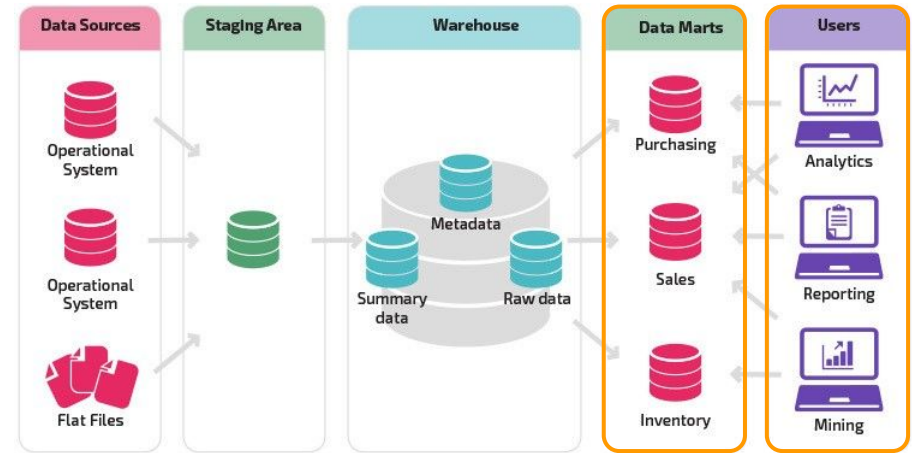 Data Sources
Staging Area
Warehouse
Data Marts
Users
Operational
System
Operational
System
Flat Files
Metadata
Summary
data
Raw data
Purchasing
Sales
Inventory
Analytics
Reporting
Mining